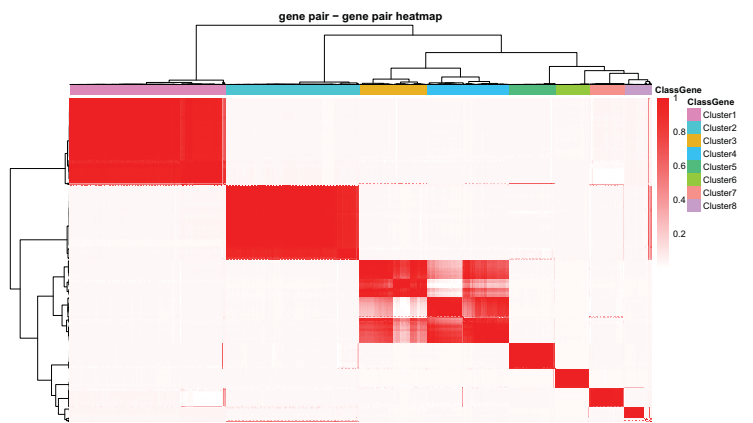 gene pair − gene pair heatmap
ClassGene
1
0.8
0.6
0.4
0.2
ClassGene
Cluster1
Cluster2
Cluster3
Cluster4
Cluster5
Cluster6
Cluster7
Cluster8